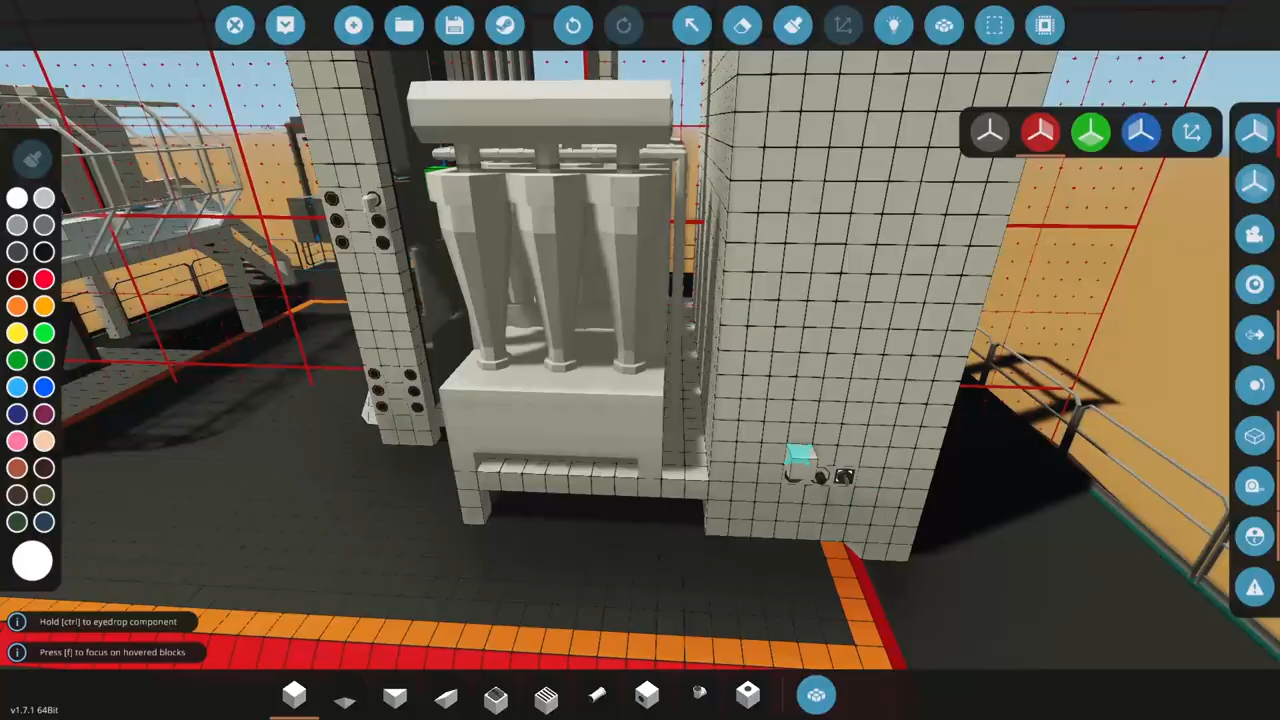 Hold [ctrl] to eyedrop component
Press [f] to focus on hovered blocks
v1.7.1 64Bit